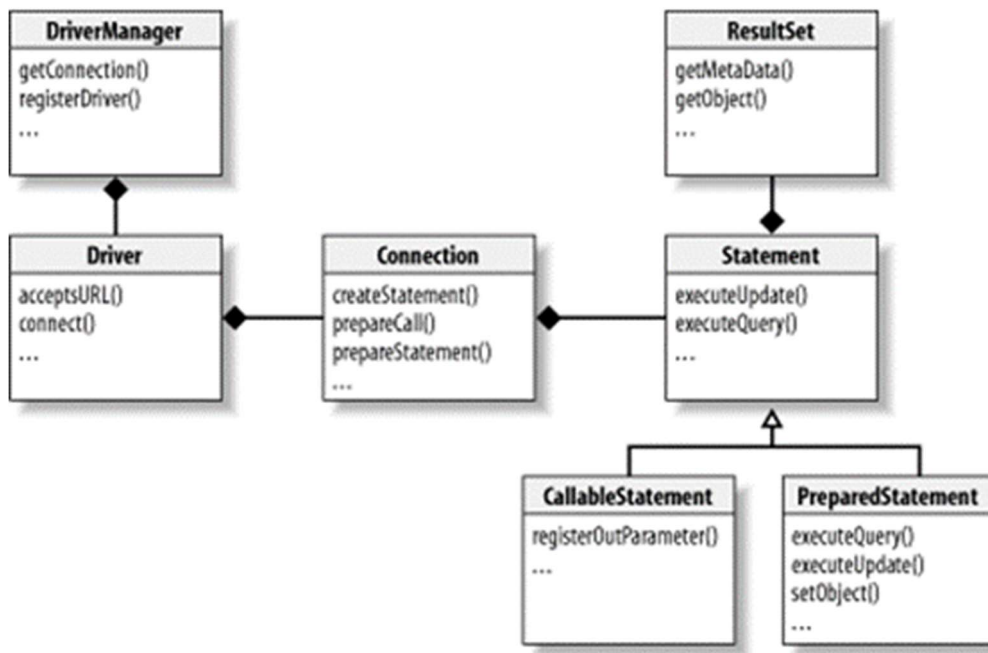 DriverManager
getConnection()
registerDriver()
...
ResultSet
getMetaData()
getObject()
...
Driver
acceptsURL()
connect()
...
Connection
createStatement()
prepareCall()
prepareStatement()
...
Statement
executeUpdate()
executeQuery()
...
CallableStatement
registerOutParameter()
...
PreparedStatement
executeQuery()
executeUpdate()
setObject()
...